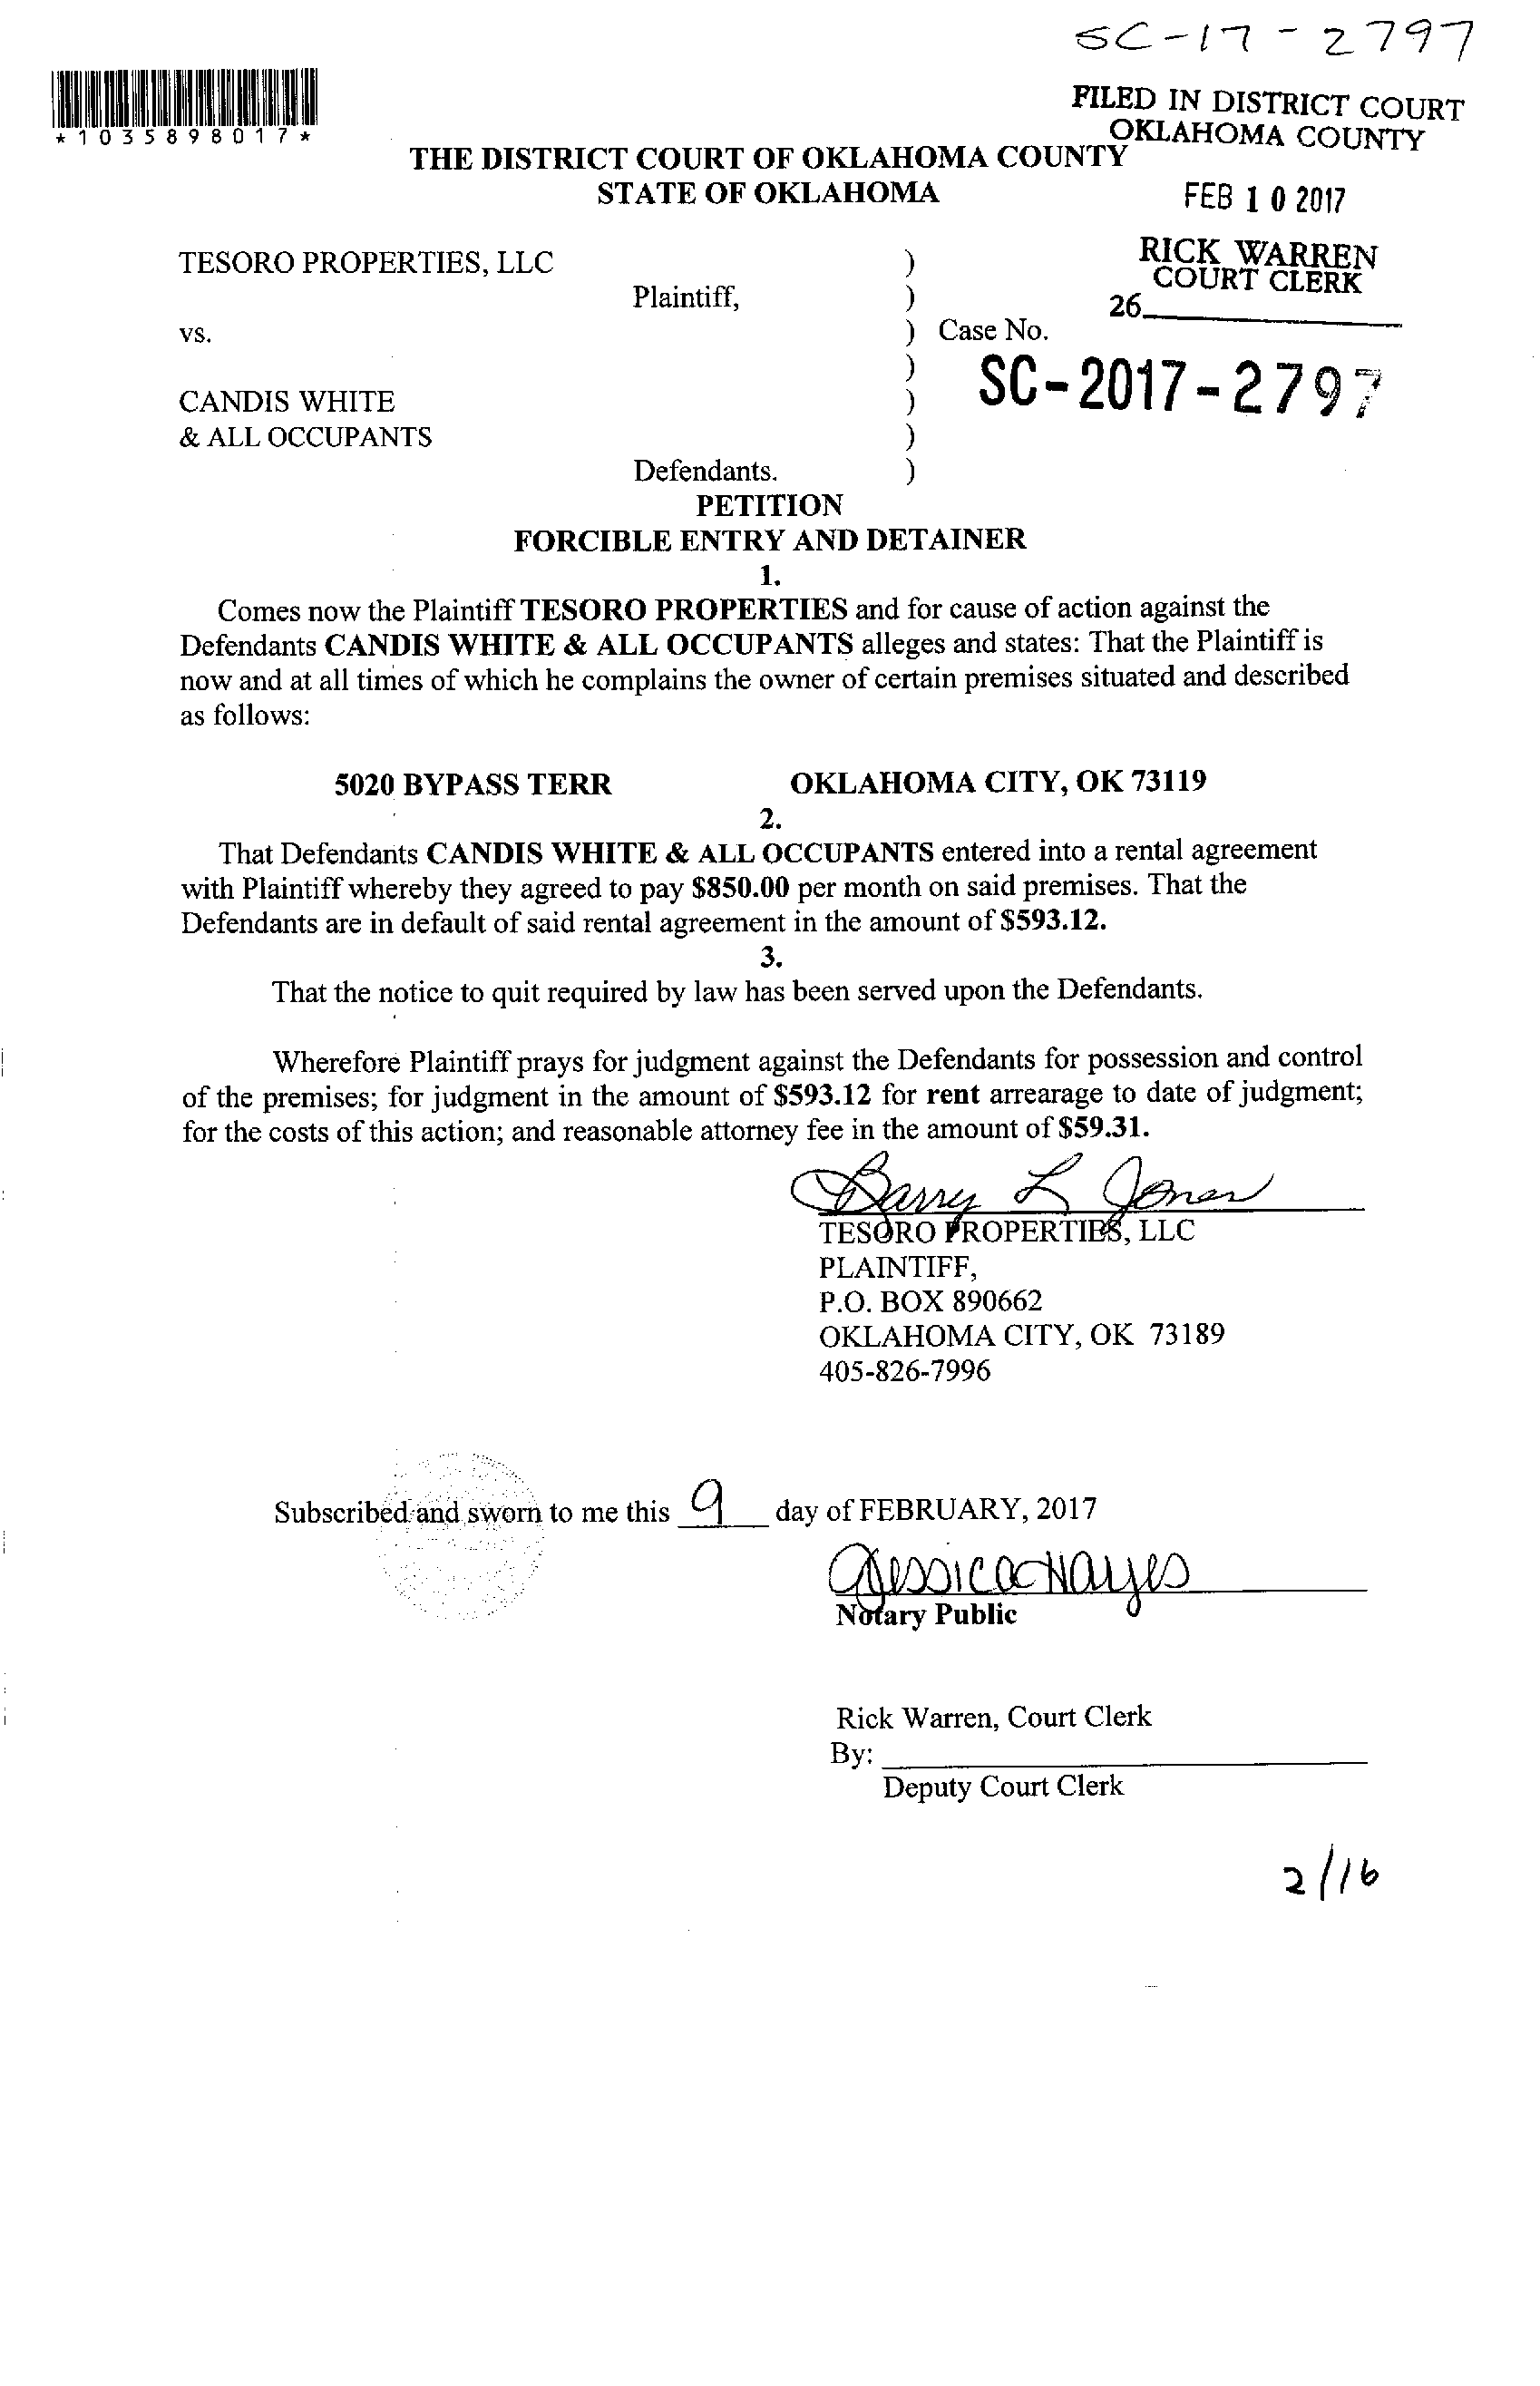 SC-17-2797
*1035898017*
FILED IN DISTRICT COURT
OKLAHOMA COUNTY
THE DISTRICT COURT OF OKLAHOMA COUNTY
STATE OF OKLAHOMA
FEB 10 2017
RICK WARREN
COURT CLERK
26
TESORO PROPERTIES, LLC )
Plaintiff, )
vs. ) Case No.
) SC-2017-2797
CANDIS WHITE )
& ALL OCCUPANTS )
Defendants. )
PETITION
FORCIBLE ENTRY AND DETAINER
1.
Comes now the Plaintiff TESORO PROPERTIES and for cause of action against the
Defendants CANDIS WHITE & ALL OCCUPANTS alleges and states: That the Plaintiff is
now and at all times of which he complains the owner of certain premises situated and described
as follows:
5020 BYPASS TERR OKLAHOMA CITY, OK 73119
2.
That Defendants CANDIS WHITE & ALL OCCUPANTS entered into a rental agreement
with Plaintiff whereby they agreed to pay $850.00 per month on said premises. That the
Defendants are in default of said rental agreement in the amount of $593.12.
3.
That the notice to quit required by law has been served upon the Defendants.
Wherefore Plaintiff prays for judgment against the Defendants for possession and control
of the premises; for judgment in the amount of $593.12 for rent arrearage to date of judgment;
for the costs of this action; and reasonable attorney fee in the amount of $59.31.
Barry L Jones
TESORO PROPERTIES, LLC
PLAINTIFF,
P.O. BOX 890662
OKLAHOMA CITY, OK 73189
405-826-7996
Subscribed and sworn to me this 9 day of FEBRUARY, 2017
Jessica Hayes
Notary Public
Rick Warren, Court Clerk
By:
Deputy Court Clerk
2/16